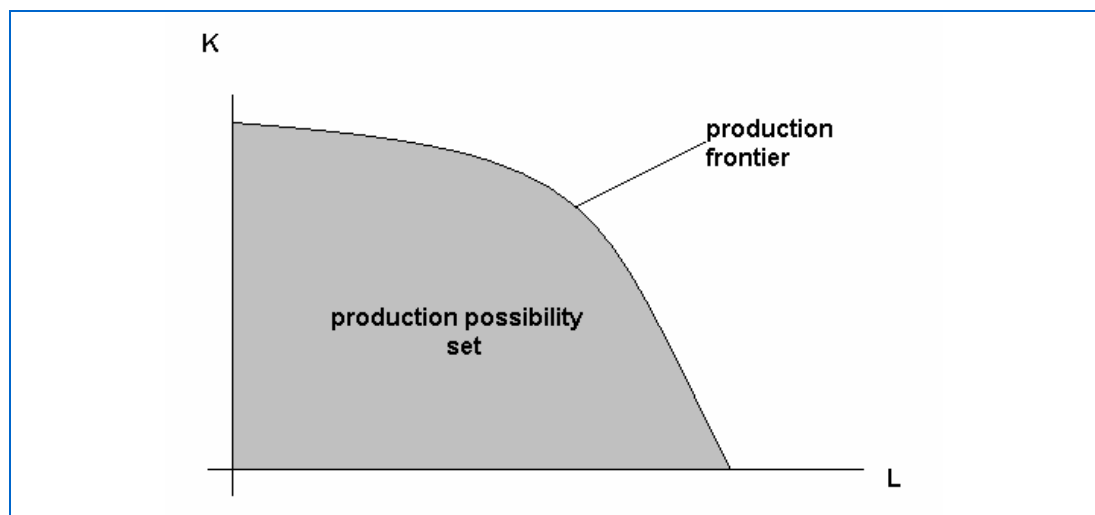 K
production
frontier
production possibility
set
L